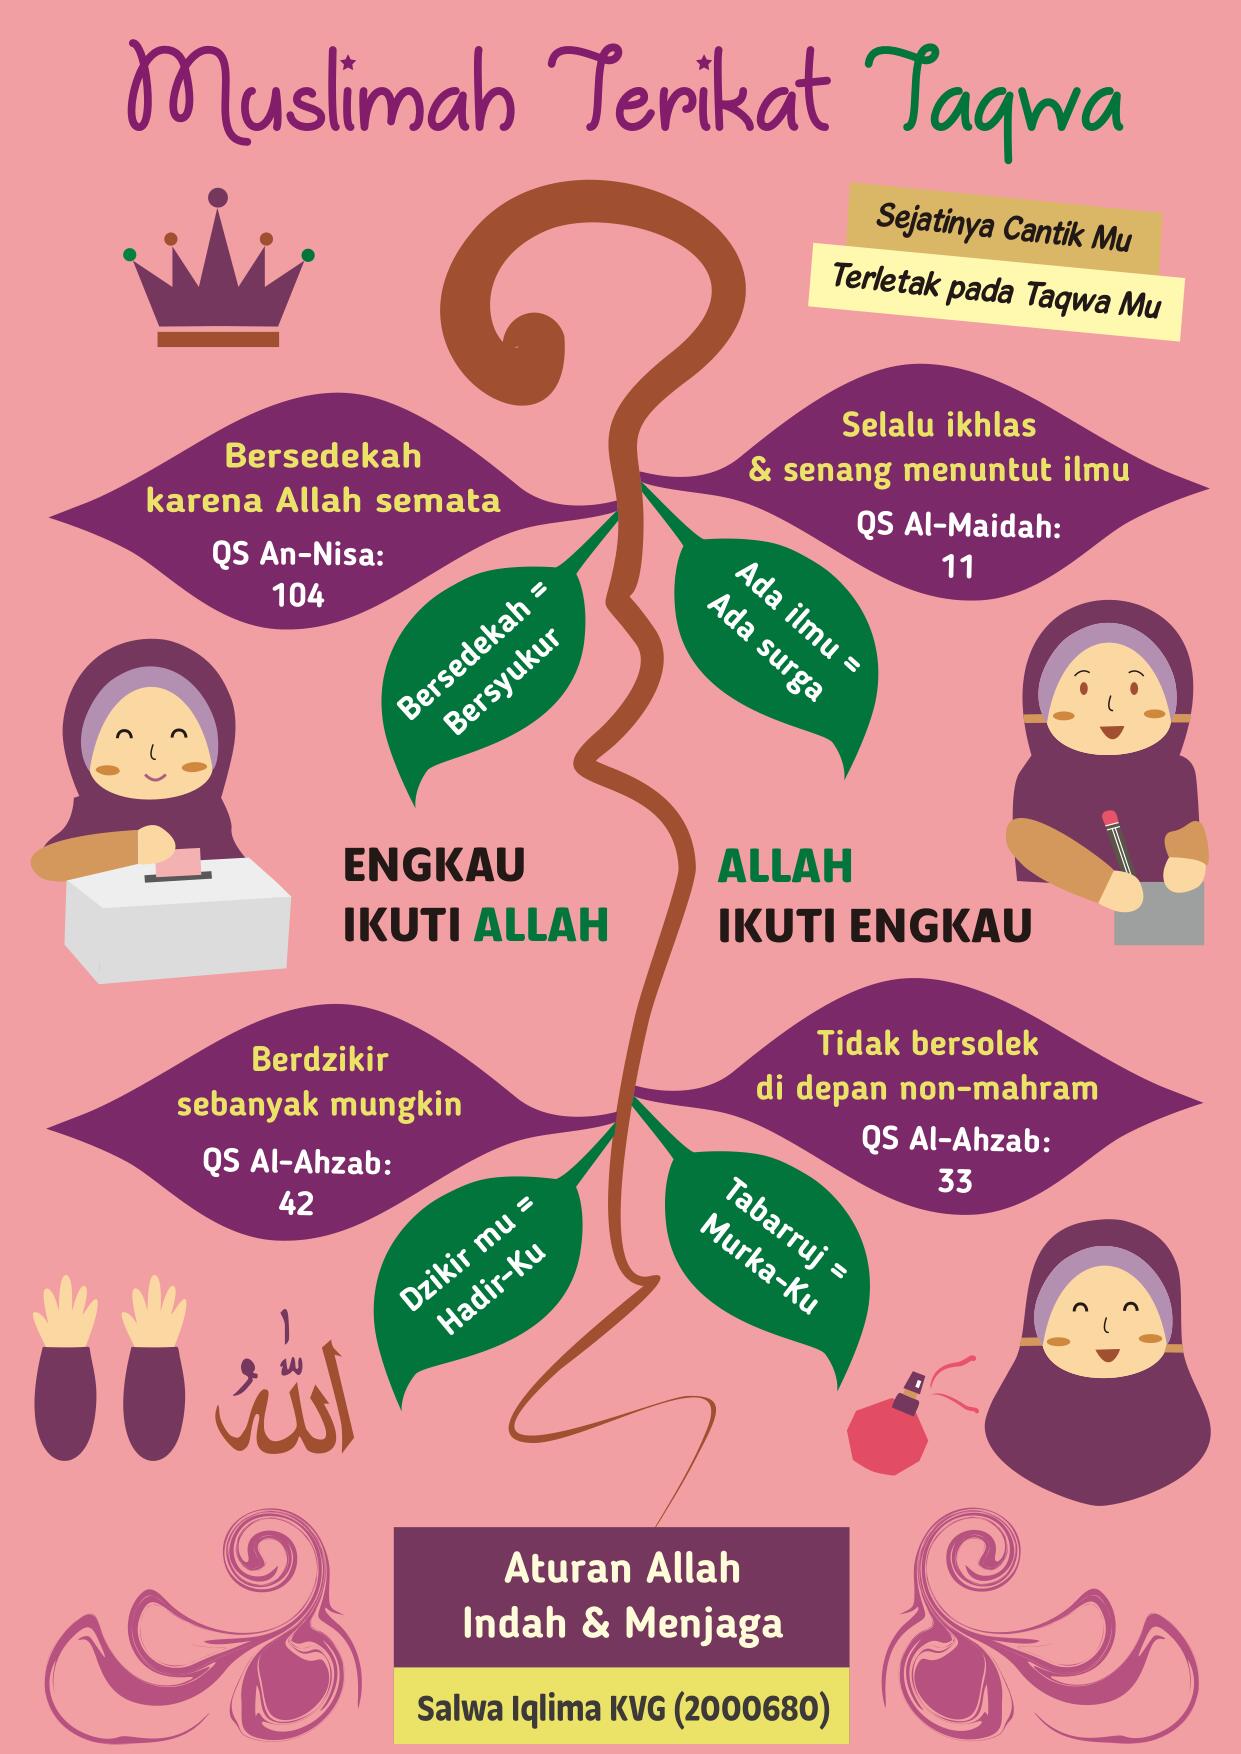 Muslimah Terikat Taqwa
Sejatinya Cantik Mu
Terletak pada Taqwa Mu
Bersedekah
karena Allah semata
QS An-Nisa:
104
Selalu ikhlas
& senang menuntut ilmu
QS Al-Maidah:
11
Bersedekah =
Bersyukur
Ada ilmu =
Ada surga
ENGKAU
IKUTI ALLAH
ALLAH
IKUTI ENGKAU
Berdzikir
sebanyak mungkin
QS Al-Ahzab:
42
Tidak bersolek
di depan non-mahram
QS Al-Ahzab:
33
Dzikir mu =
Hadir-Ku
Tabarruj =
Murka-Ku
الله
Aturan Allah
Indah & Menjaga
Salwa Iqlima KVG (2000680)